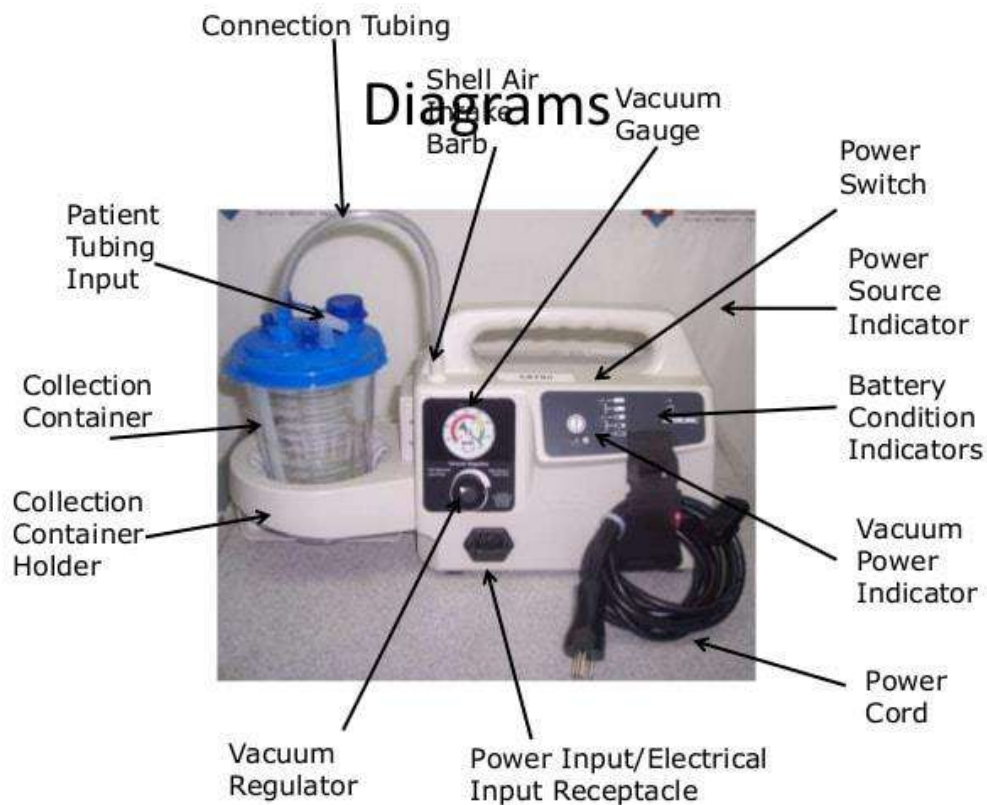 Connection Tubing
Diagrams
Shell Air
Intake
Barb
Vacuum
Gauge
Power
Switch
Patient
Tubing
Input
Power
Source
Indicator
Collection
Container
Battery
Condition
Indicators
Collection
Container
Holder
Vacuum
Power
Indicator
Power
Cord
Vacuum
Regulator
Power Input/Electrical
Input Receptacle